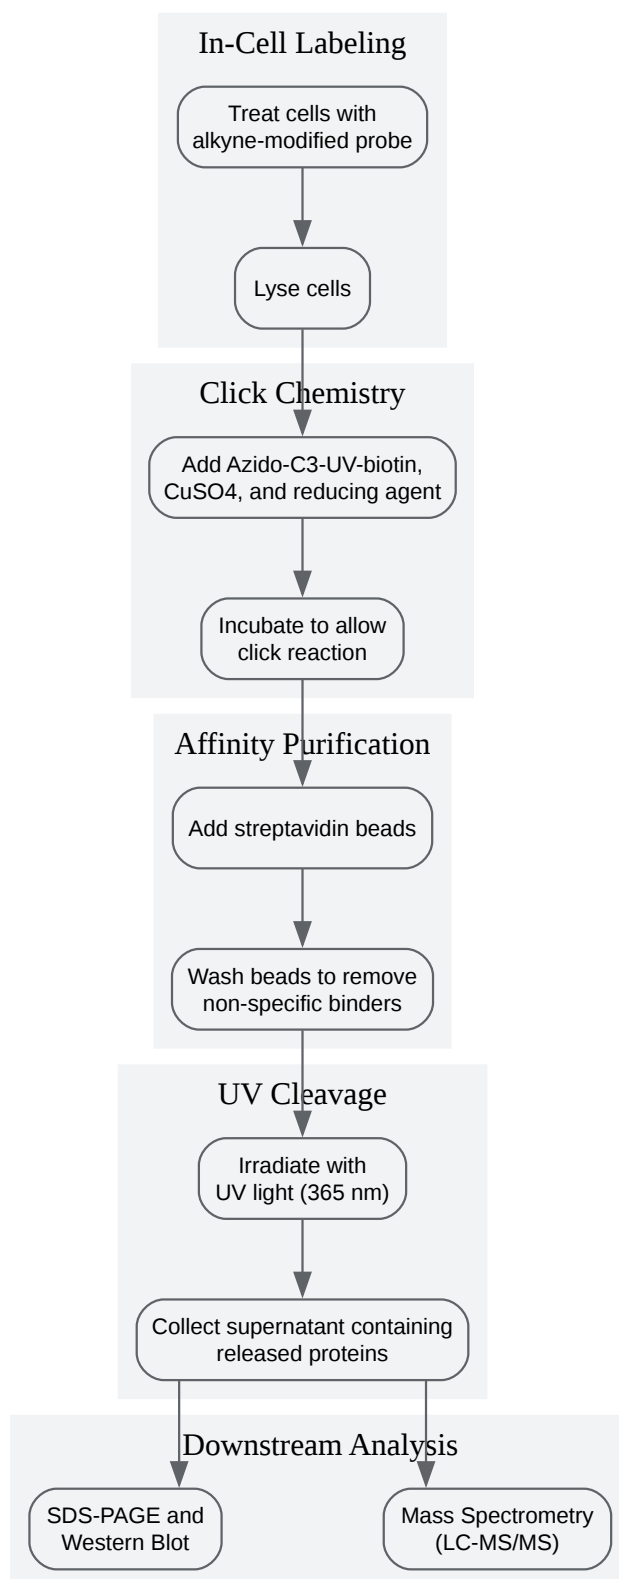 In-Cell Labeling
Treat cells with
alkyne-modified probe
Lyse cells
Click Chemistry
Add Azido-C3-UV-biotin,
CuSO4, and reducing agent
Incubate to allow
click reaction
Affinity Purification
Add streptavidin beads
Wash beads to remove
non-specific binders
UV Cleavage
Irradiate with
UV light (365 nm)
Collect supernatant containing
released proteins
Downstream Analysis
SDS-PAGE and
Western Blot
Mass Spectrometry
(LC-MS/MS)